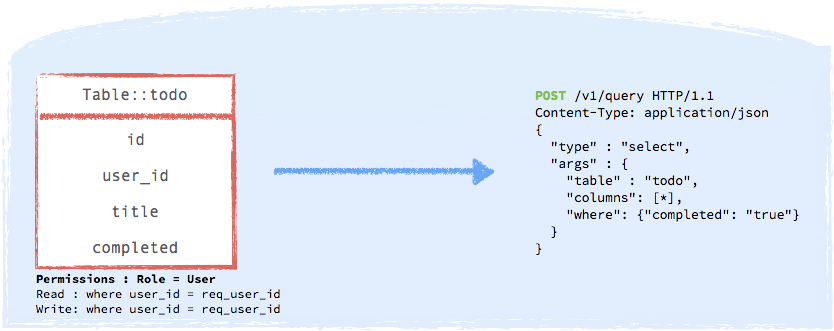 Table::todo
id
user_id
title
completed
Permissions : Role = User
Read : where user_id = req_user_id
Write: where user_id = req_user_id
POST /v1/query HTTP/1.1
Content-Type: application/json
{
  "type" : "select",
  "args" : {
    "table" : "todo",
    "columns": [*],
    "where": {"completed": "true"}
  }
}